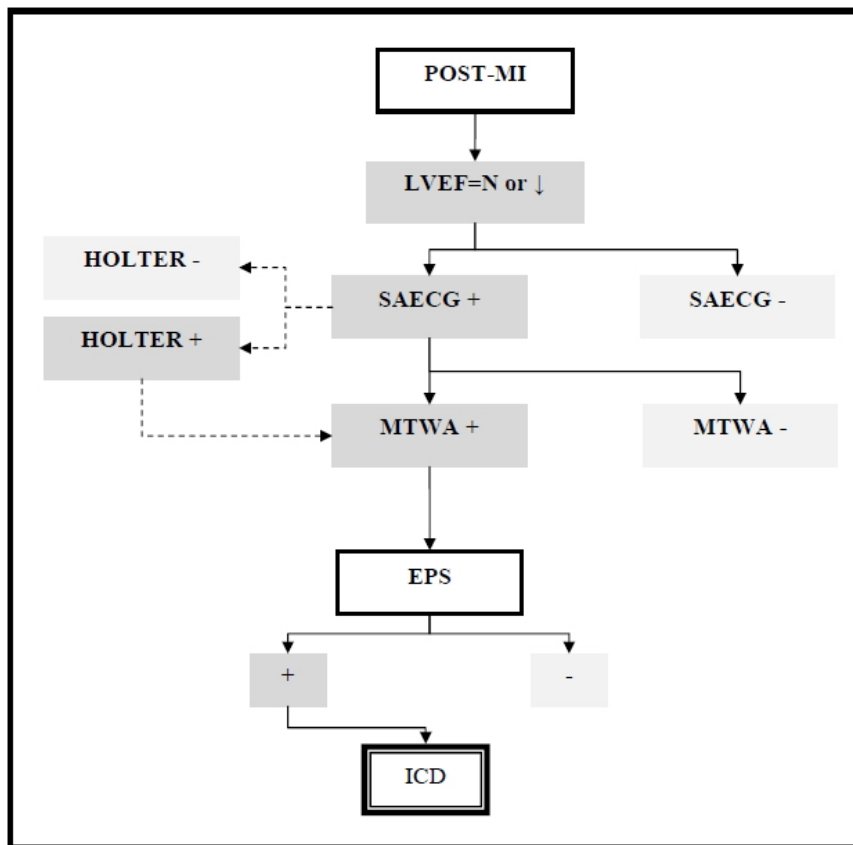 POST-MI
LVEF=N or ↓
HOLTER -
SAECG +
SAECG -
HOLTER +
MTWA +
MTWA -
EPS
+
-
ICD